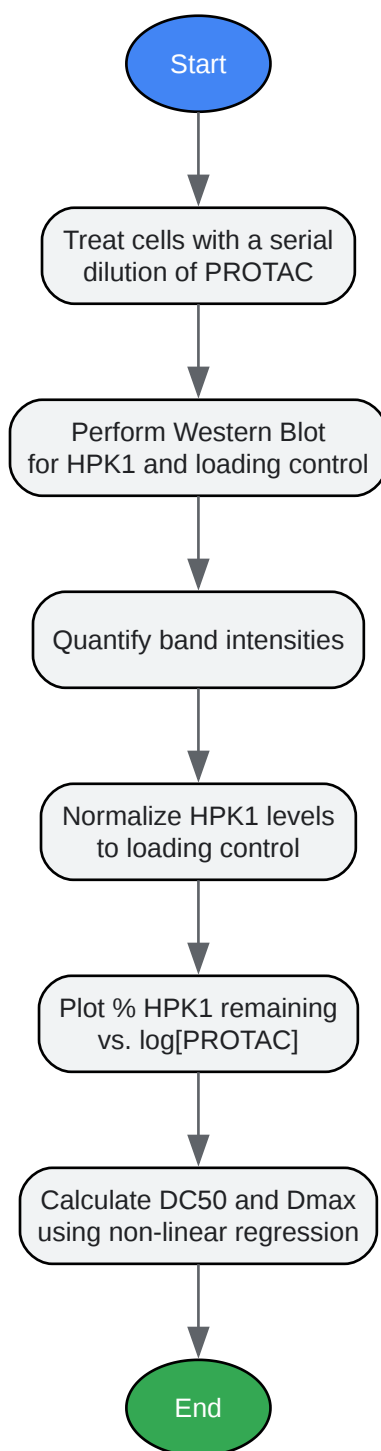 Start
Treat cells with a serial
dilution of PROTAC
Perform Western Blot
for HPK1 and loading control
Quantify band intensities
Normalize HPK1 levels
to loading control
Plot % HPK1 remaining
vs. log[PROTAC]
Calculate DC50 and Dmax
using non-linear regression
End